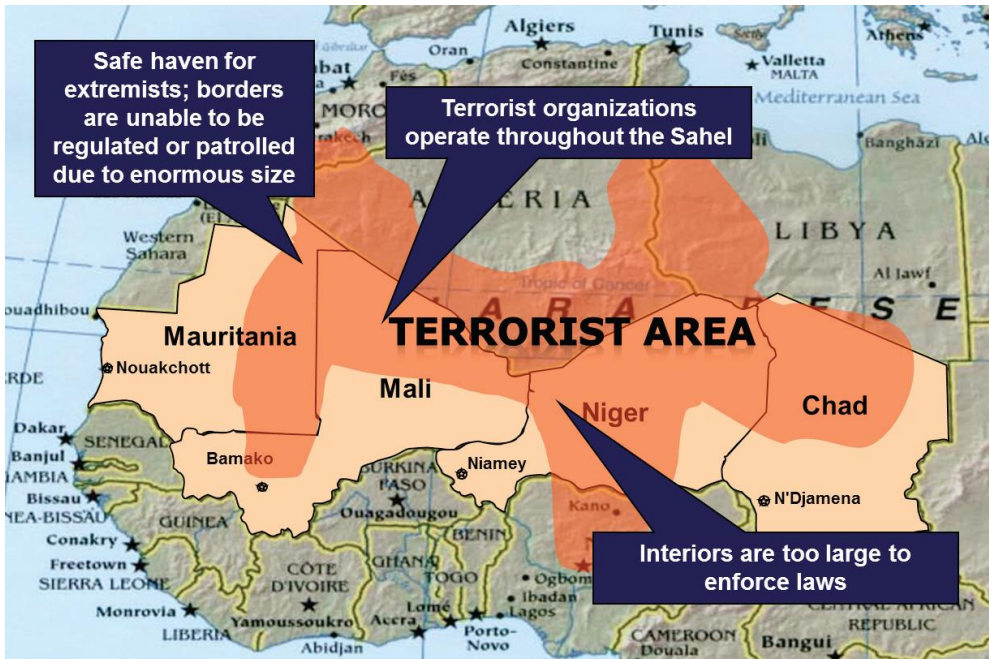 Safe haven for
extremists; borders
are unable to be
regulated or patrolled
due to enormous size
Terrorist organizations
operate throughout the Sahel
Algiers
Tunis
Oran
Constantine
Athens
Valletta
MALTA
Fès
Mediterranean Sea
Banghāzī
Western
Sahara
LIBYA
Al Jawf
Tropic of Cancer
TERRORIST AREA
Mauritania
Nouakchott
Mali
Niger
Chad
Dakar
SENEGAL
Banjul
Bamako
Niamey
BURKINA
FASO
Ouagadougou
N'Djamena
Kano
Bissau
GUINEA
BENIN
Conakry
Freetown
SIERRA LEONE
CÔTE
D'IVOIRE
GHANA
TOGO
Interiors are too large to
enforce laws
Ibadan
Lagos
Monrovia
LIBERIA
Yamoussoukro
Abidjan
Accra
Lomé
Porto-
Novo
CAMEROON
Douala
CENTRAL AFRICAN
REPUBLIC
Bangui